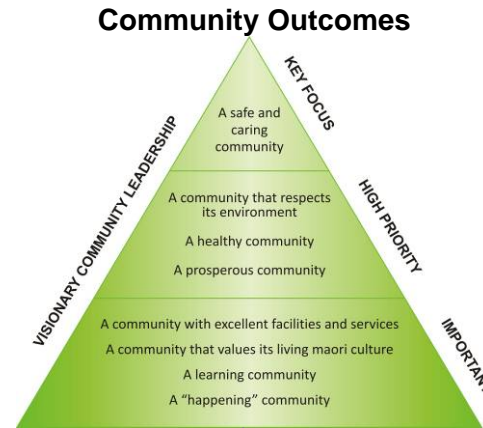 Community Outcomes
KEY FOCUS
A safe and
caring
community
VISIONARY COMMUNITY LEADERSHIP
HIGH PRIORITY
A community that respects
its environment
A healthy community
A prosperous community
IMPORTANT
A community with excellent facilities and services
A community that values its living maori culture
A learning community
A “happening” community